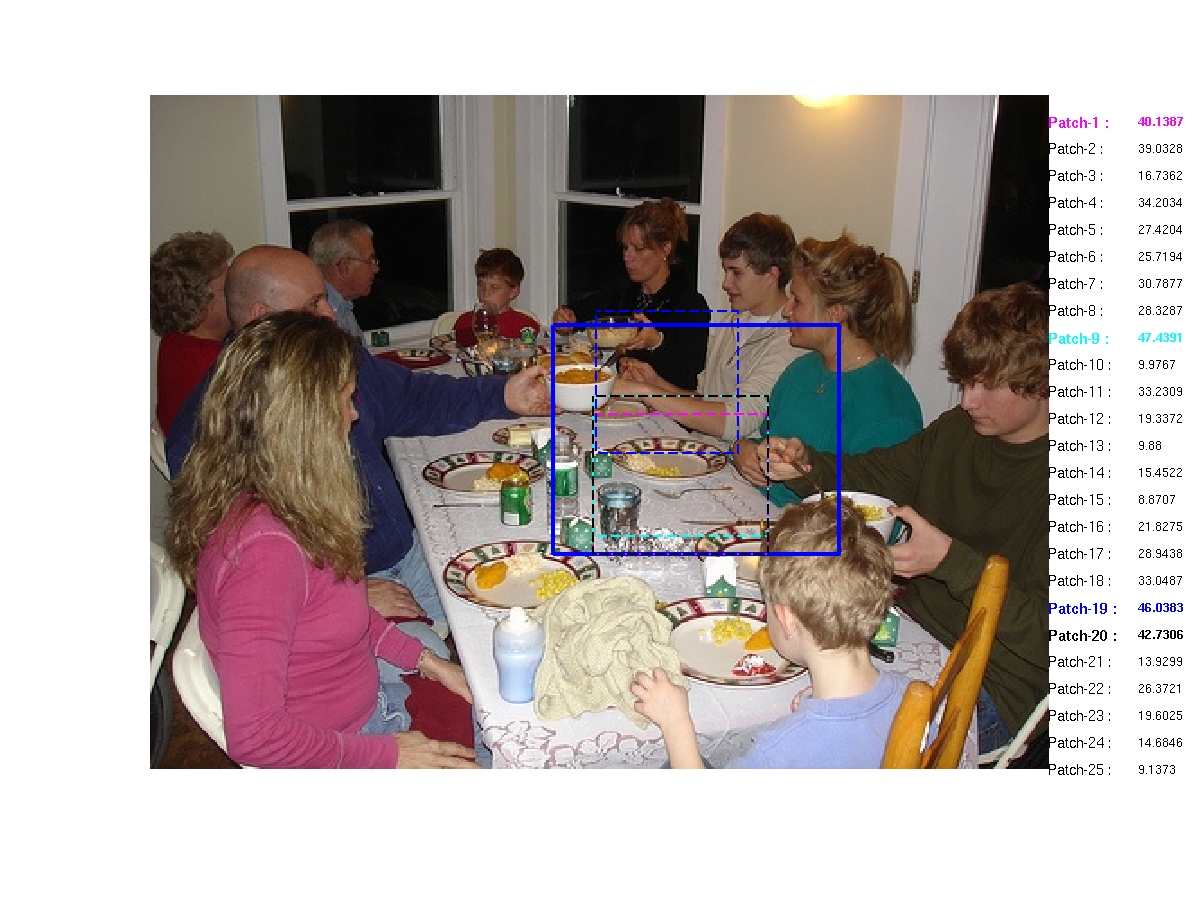 Patch-1 : 40.1387
Patch-2 : 39.0328
Patch-3 : 16.7362
Patch-4 : 34.2034
Patch-5 : 27.4204
Patch-6 : 25.7194
Patch-7 : 30.7877
Patch-8 : 28.3287
Patch-9 : 47.4391
Patch-10 : 9.9767
Patch-11 : 33.2309
Patch-12 : 19.3372
Patch-13 : 9.88
Patch-14 : 15.4522
Patch-15 : 8.8707
Patch-16 : 21.8275
Patch-17 : 28.9438
Patch-18 : 33.0487
Patch-19 : 46.0383
Patch-20 : 42.7306
Patch-21 : 13.9299
Patch-22 : 26.3721
Patch-23 : 19.6025
Patch-24 : 14.6846
Patch-25 : 9.1373